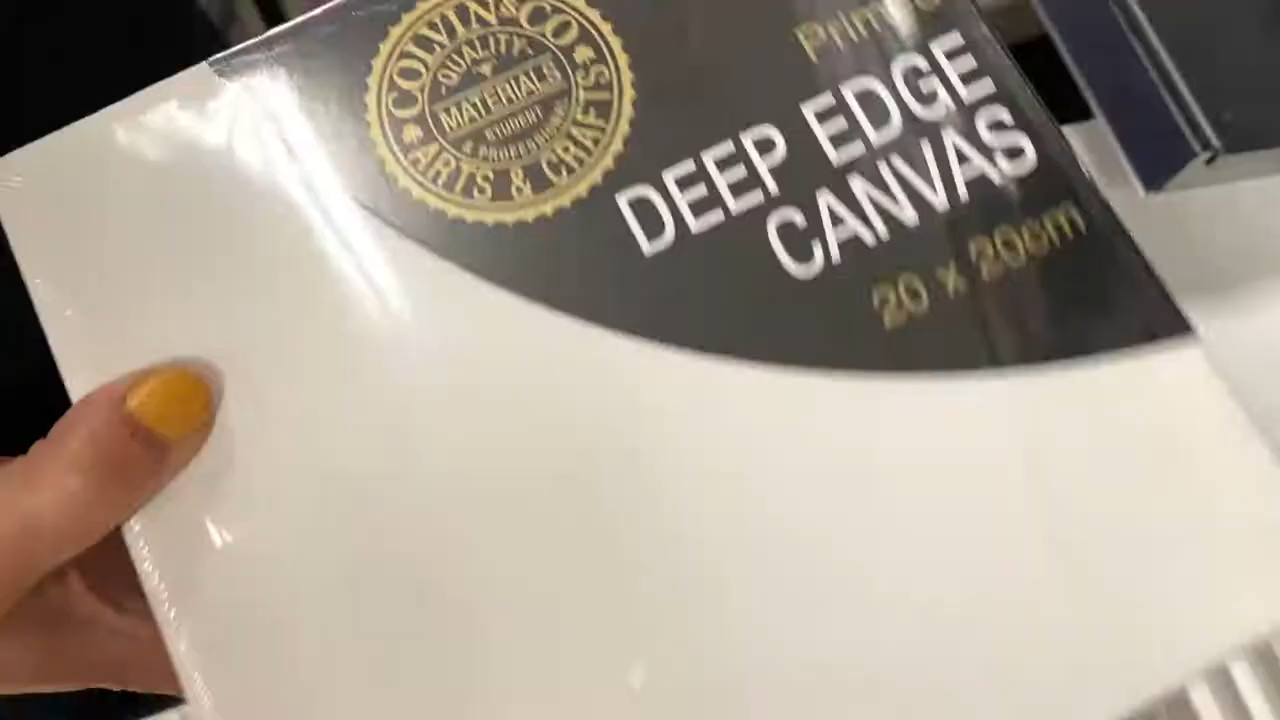 COLVIN & CO
ARTS & CRAFTS
QUALITY
MATERIALS
STUDENT
& PROFESSIONAL
DEEP EDGE
CANVAS
20 x 20cm